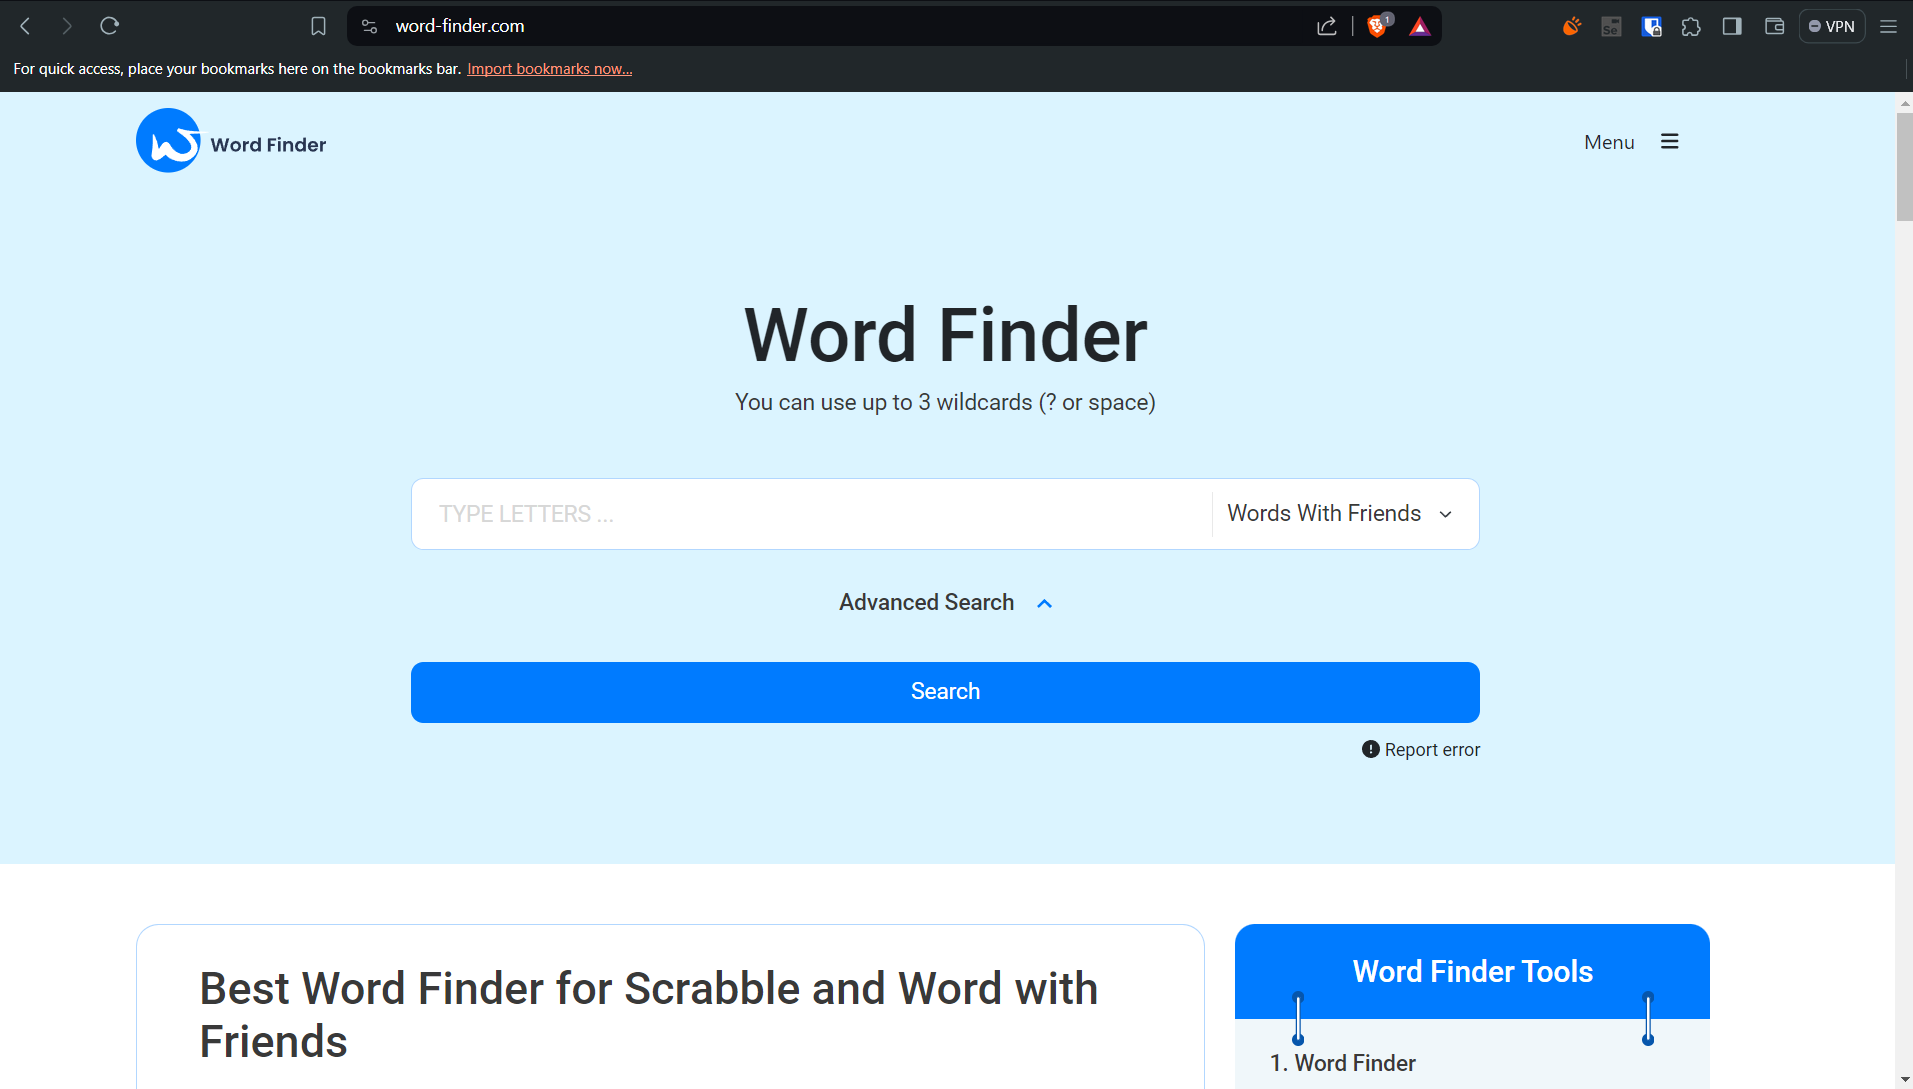 word-finder.com
1
VPN
For quick access, place your bookmarks here on the bookmarks bar. Import bookmarks now...
Word Finder
Menu
Word Finder
You can use up to 3 wildcards (? or space)
TYPE LETTERS ...
Words With Friends
Advanced Search
Search
Report error
Best Word Finder for Scrabble and Word with
Friends
Word Finder Tools
1. Word Finder